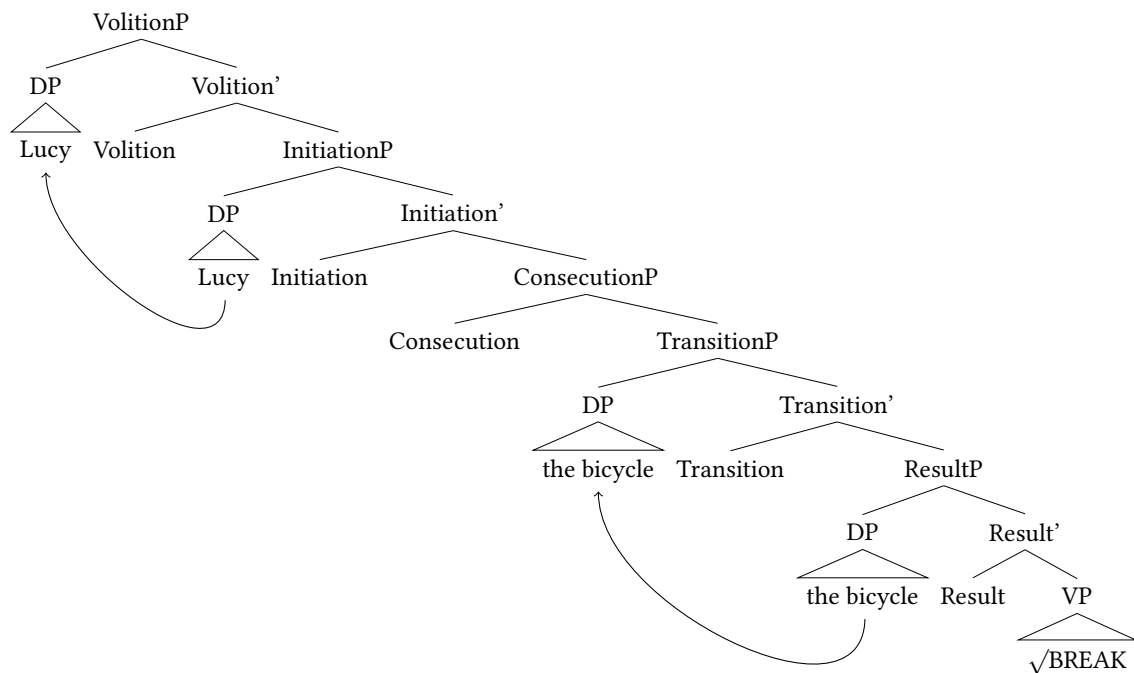 VolitionP
DP Volition’
Lucy Volition InitiationP
DP Initiation’
Lucy Initiation ConsecutionP
Consecution TransitionP
DP Transition’
the bicycle Transition ResultP
DP Result’
the bicycle Result VP
√BREAK